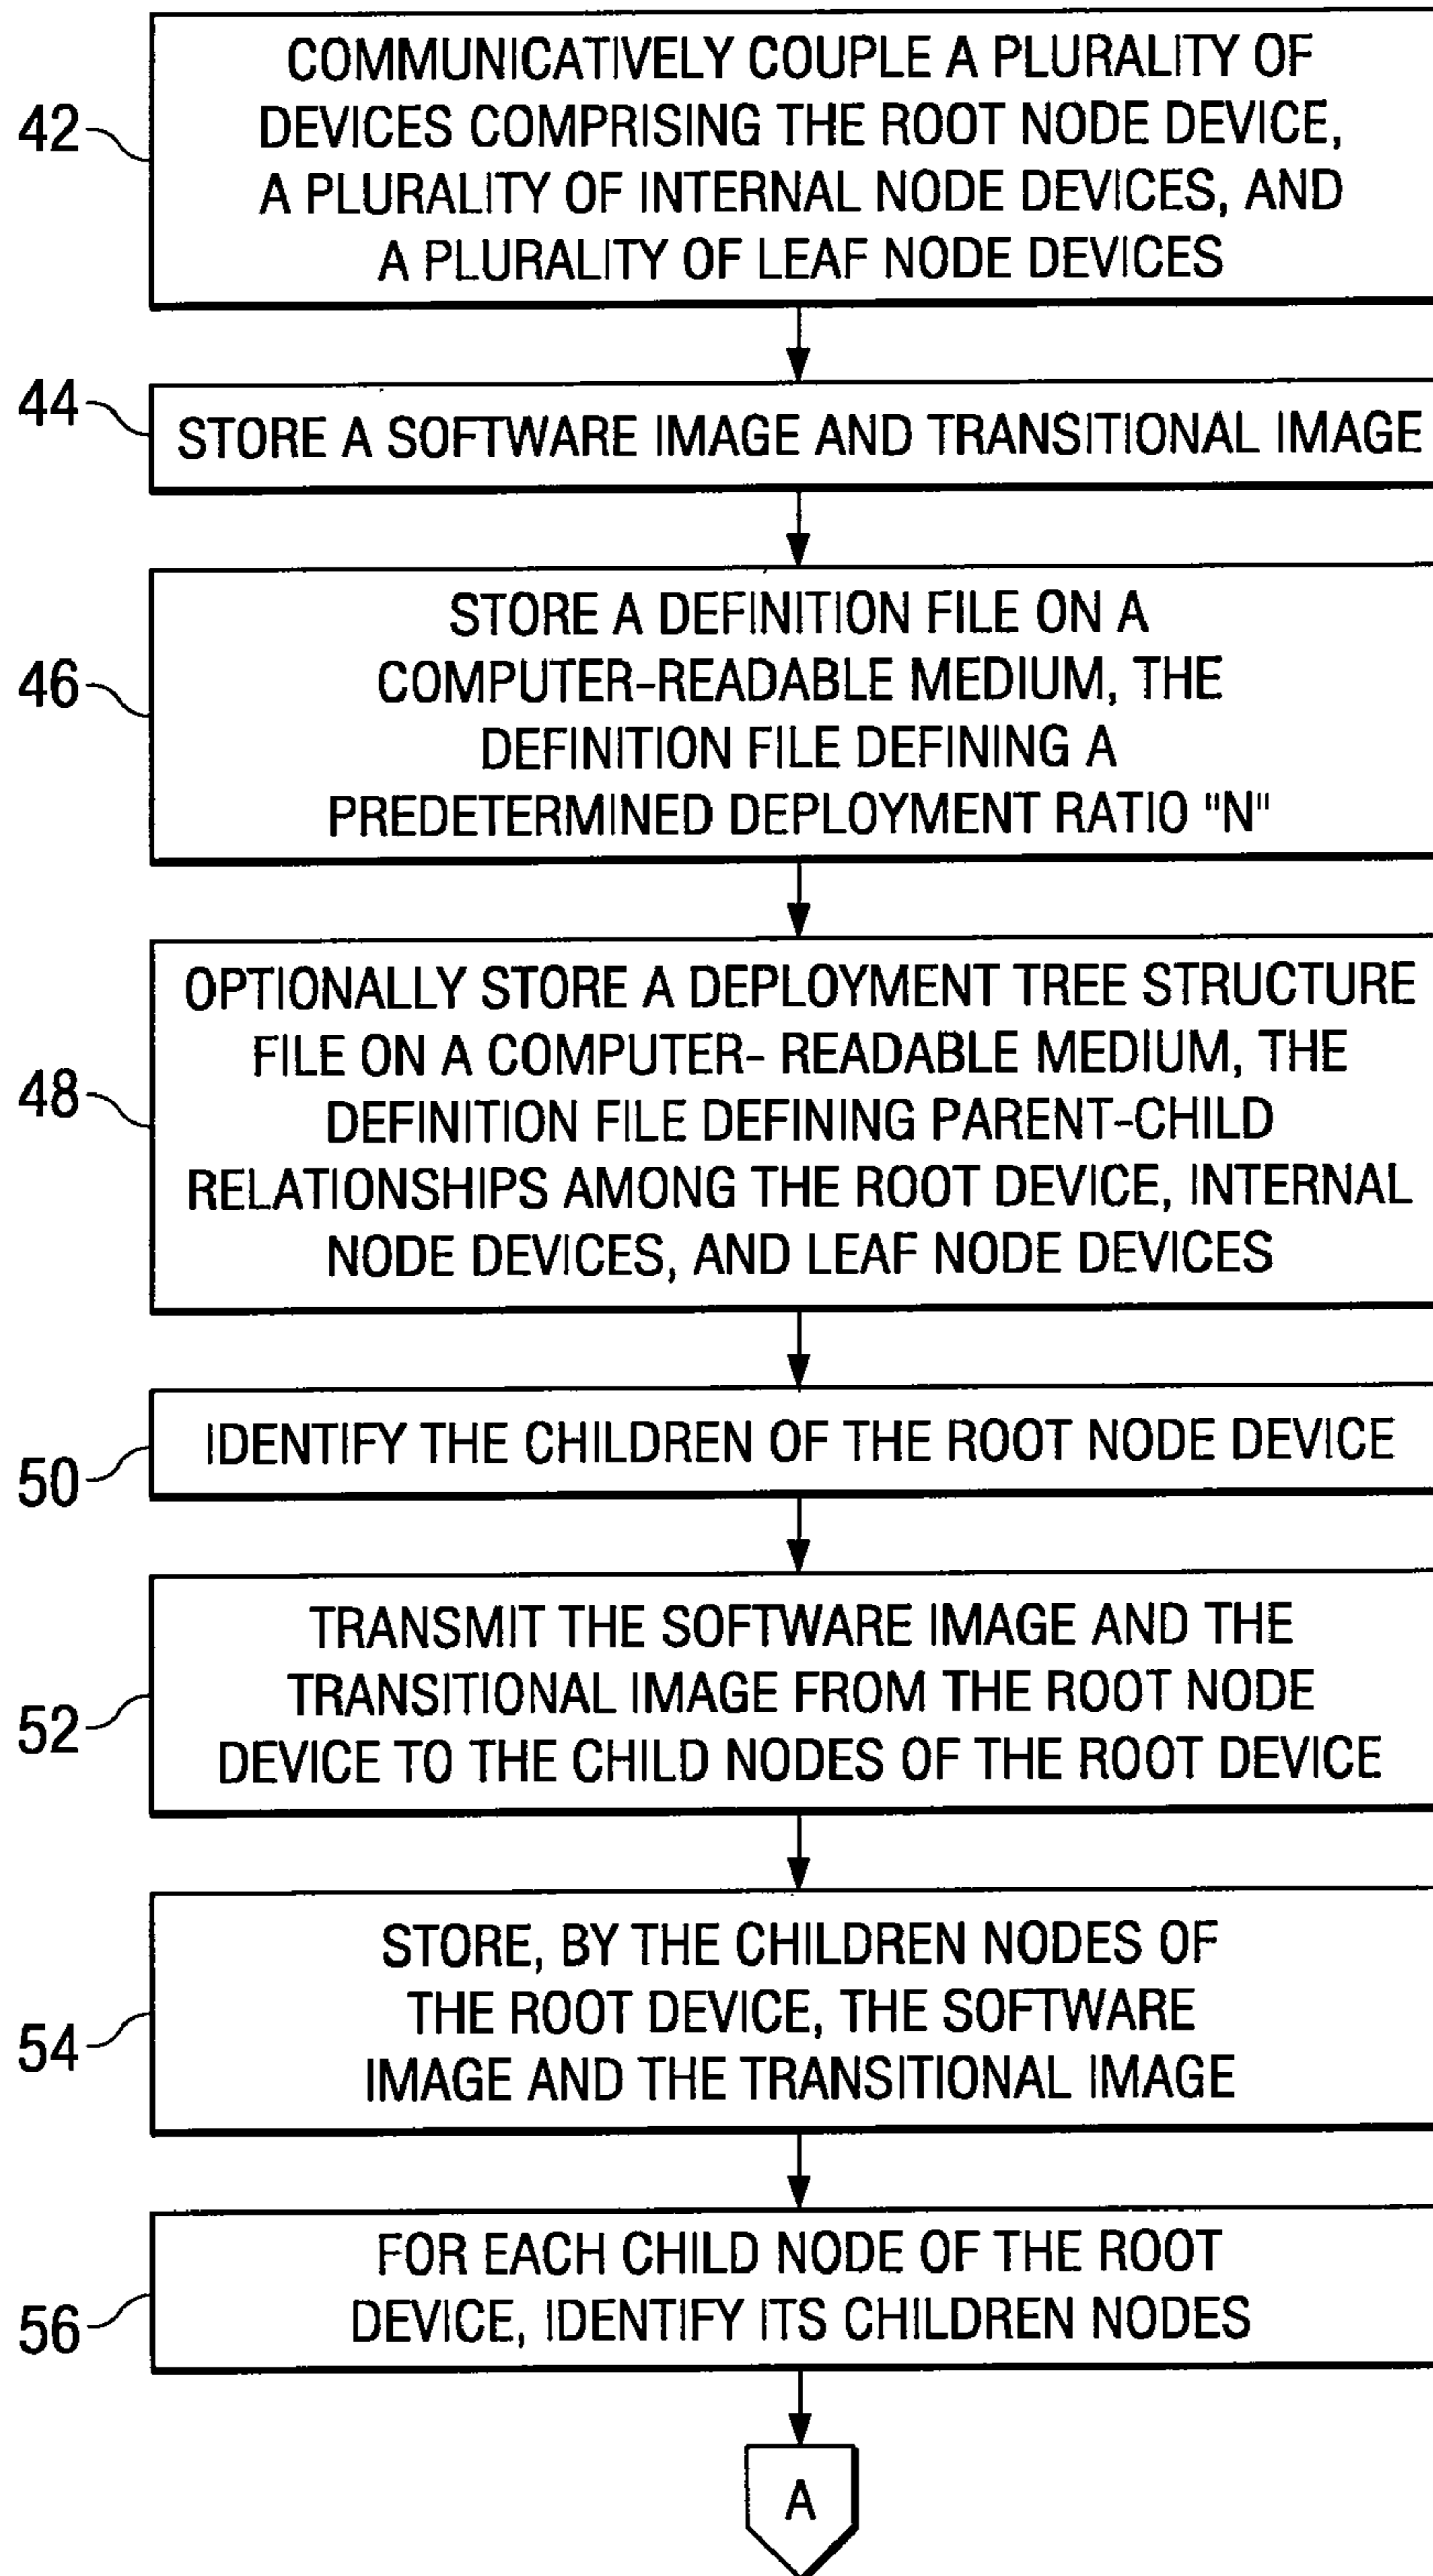 42
COMMUNICATIVELY COUPLE A PLURALITY OF
DEVICES COMPRISING THE ROOT NODE DEVICE,
A PLURALITY OF INTERNAL NODE DEVICES, AND
A PLURALITY OF LEAF NODE DEVICES
44
STORE A SOFTWARE IMAGE AND TRANSITIONAL IMAGE
46
STORE A DEFINITION FILE ON A
COMPUTER-READABLE MEDIUM, THE
DEFINITION FILE DEFINING A
PREDETERMINED DEPLOYMENT RATIO "N"
48
OPTIONALLY STORE A DEPLOYMENT TREE STRUCTURE
FILE ON A COMPUTER- READABLE MEDIUM, THE
DEFINITION FILE DEFINING PARENT-CHILD
RELATIONSHIPS AMONG THE ROOT DEVICE, INTERNAL
NODE DEVICES, AND LEAF NODE DEVICES
50
IDENTIFY THE CHILDREN OF THE ROOT NODE DEVICE
52
TRANSMIT THE SOFTWARE IMAGE AND THE
TRANSITIONAL IMAGE FROM THE ROOT NODE
DEVICE TO THE CHILD NODES OF THE ROOT DEVICE
54
STORE, BY THE CHILDREN NODES OF
THE ROOT DEVICE, THE SOFTWARE
IMAGE AND THE TRANSITIONAL IMAGE
56
FOR EACH CHILD NODE OF THE ROOT
DEVICE, IDENTIFY ITS CHILDREN NODES
A